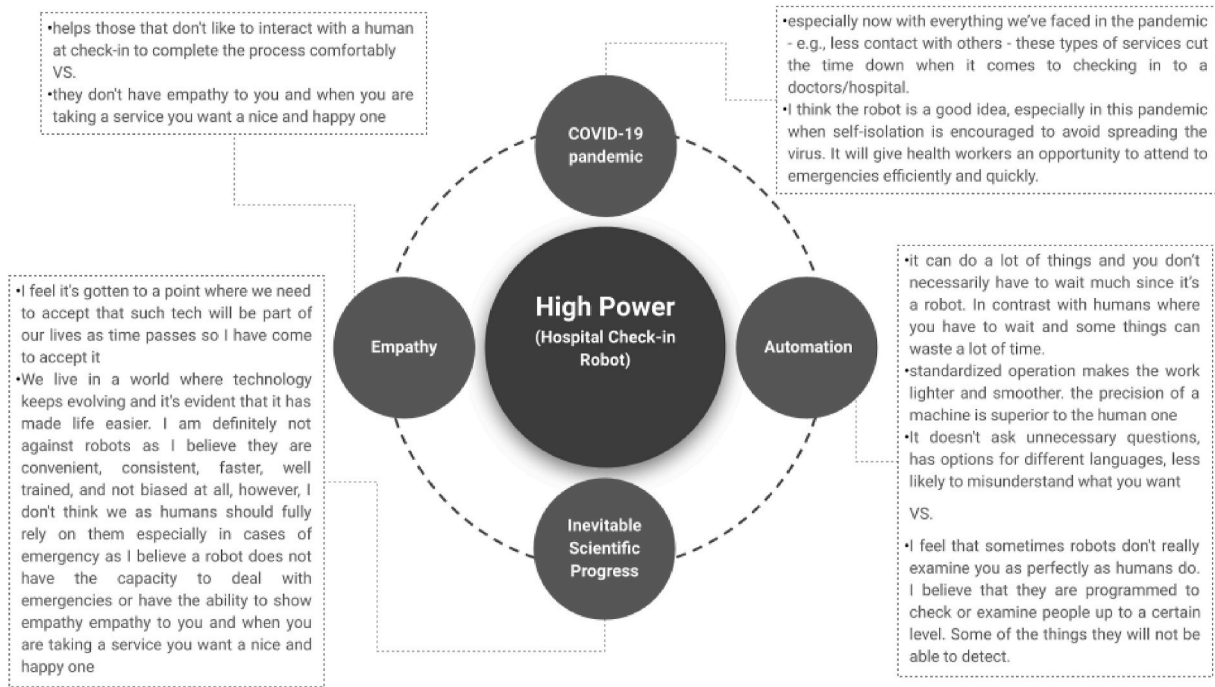 •helps those that don't like to interact with a human
at check-in to complete the process comfortably
VS.
•they don't have empathy to you and when you are
taking a service you want a nice and happy one
•especially now with everything we've faced in the pandemic
- e.g., less contact with others - these types of services cut
the time down when it comes to checking in to a
doctors/hospital.
•I think the robot is a good idea, especially in this pandemic
when self-isolation is encouraged to avoid spreading the
virus. It will give health workers an opportunity to attend to
emergencies efficiently and quickly.
COVID-19
pandemic
•I feel it's gotten to a point where we need
to accept that such tech will be part of
our lives as time passes so I have come
to accept it
•We live in a world where technology
keeps evolving and it's evident that it has
made life easier. I am definitely not
against robots as I believe they are
convenient, consistent, faster, well
trained, and not biased at all, however, I
don't think we as humans should fully
rely on them especially in cases of
emergency as I believe a robot does not
have the capacity to deal with
emergencies or have the ability to show
empathy empathy to you and when you
are taking a service you want a nice and
happy one
Empathy
High Power
(Hospital Check-in
Robot)
Automation
•it can do a lot of things and you don't
necessarily have to wait much since it's
a robot. In contrast with humans where
you have to wait and some things can
waste a lot of time.
•standardized operation makes the work
lighter and smoother. the precision of a
machine is superior to the human one
•It doesn't ask unnecessary questions,
has options for different languages, less
likely to misunderstand what you want
VS.
•I feel that sometimes robots don't really
examine you as perfectly as humans do.
I believe that they are programmed to
check or examine people up to a certain
level. Some of the things they will not be
able to detect.
Inevitable
Scientific
Progress